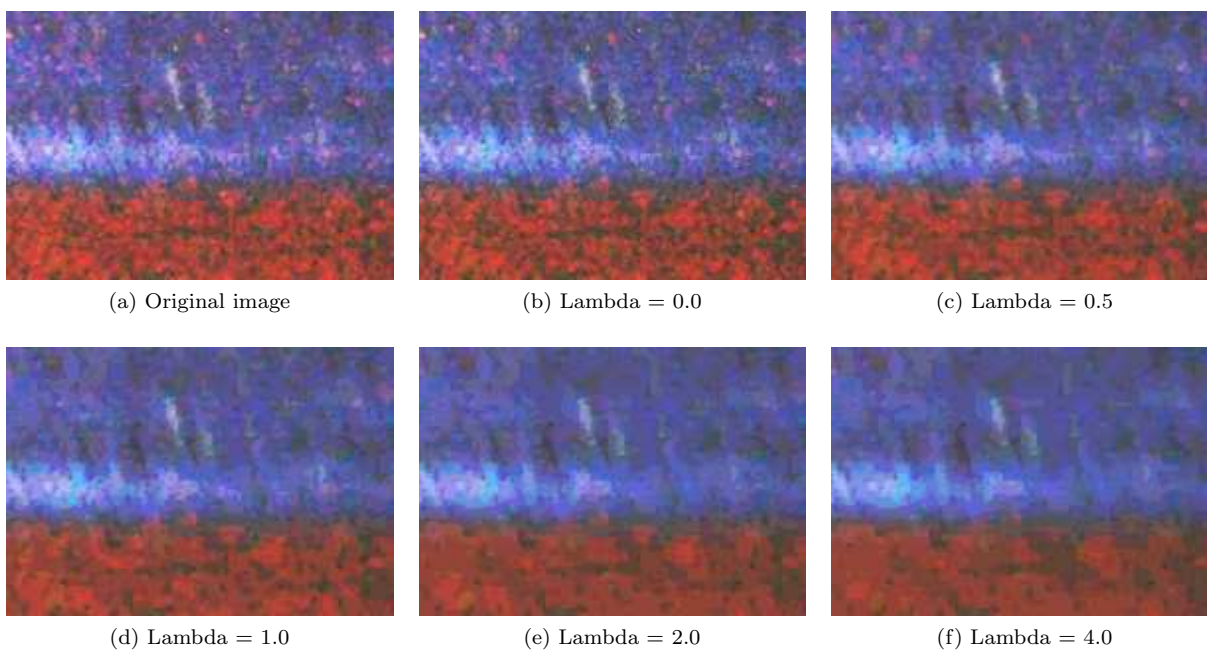 (a) Original image
(b) Lambda = 0.0
(c) Lambda = 0.5
(d) Lambda = 1.0
(e) Lambda = 2.0
(f) Lambda = 4.0